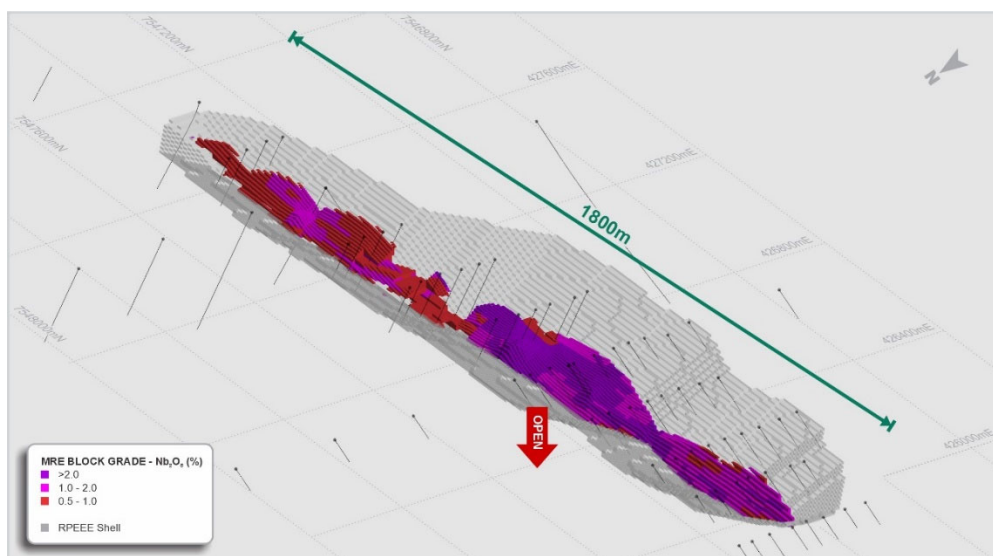 7547200mN
7546800mN
427600mE
N
7547600mN
427200mE
1800m
426800mE
7548000mN
426400mE
OPEN
426000mE
MRE BLOCK GRADE - Nb₂O₅ (%)
>2.0
1.0 - 2.0
0.5 - 1.0
RPEEE Shell